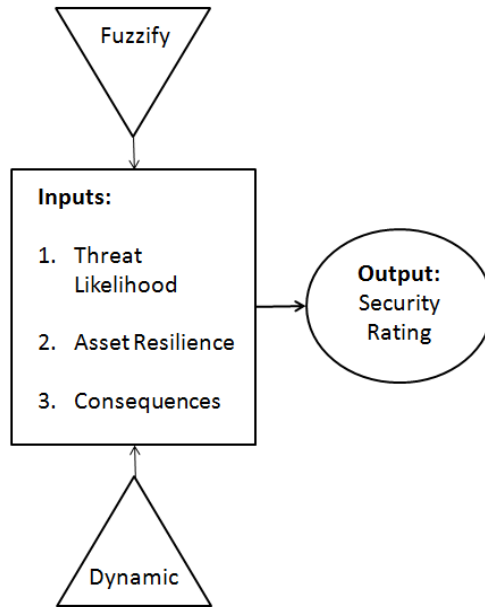 Fuzzify
Inputs:
1. Threat
Likelihood
2. Asset Resilience
3. Consequences
Output:
Security
Rating
Dynamic